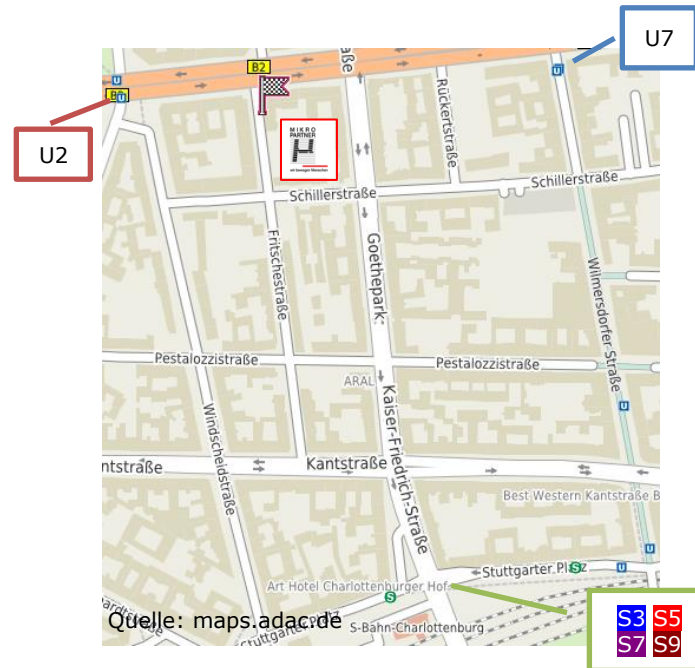 U7
U2
B2
MIKRO
PARTNER
µ
Rückertstraße
Schillerstraße
Schillerstraße
Fritschestraße
Goethepark:
Wilmersdorfer Straße
Pestalozzistraße
Pestalozzistraße
ARAL
Windscheidstraße
Kaiser-Friedrich-Straße
ntstraße
Kantstraße
Best Western Kantstraße B
Stuttgarter Platz
Art Hotel Charlottenburger Hof
Stuttgarter Platz
S-Bahn-Charlottenburg
Quelle: maps.adac.de
S3 S5
S7 S9